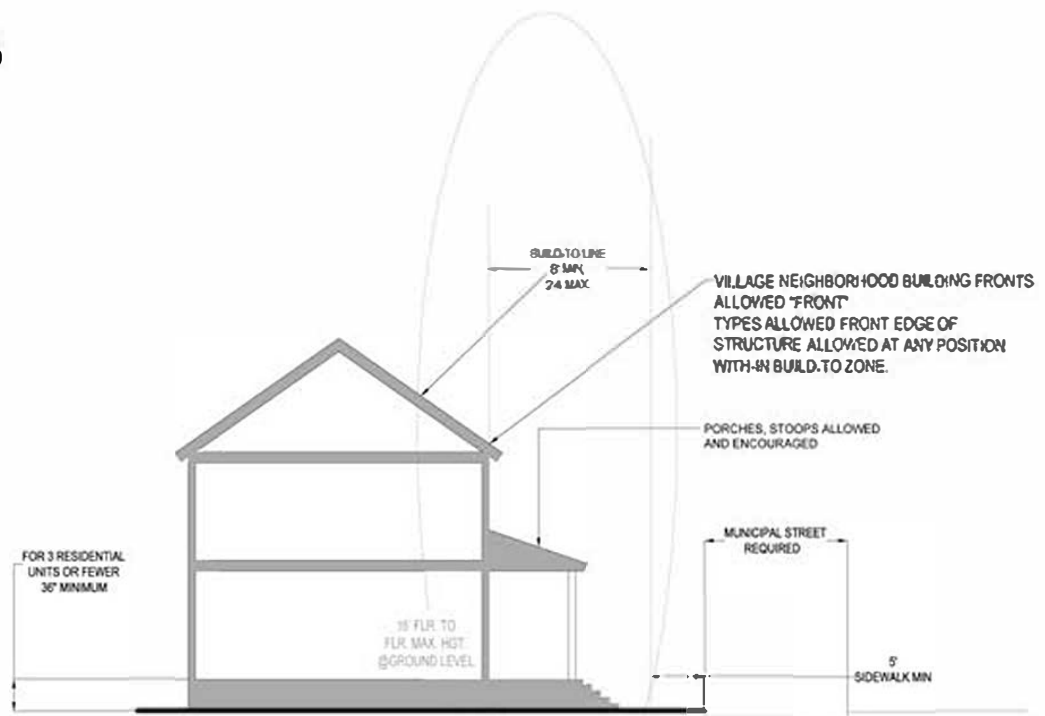 BUILD-TO LINE
8' MIN.
24 MAX.
VILLAGE NEIGHBORHOOD BUILDING FRONTS
ALLOWED "FRONT"
TYPES ALLOWED FRONT EDGE OF
STRUCTURE ALLOWED AT ANY POSITION
WITH-IN BUILD-TO ZONE.
PORCHES, STOOPS ALLOWED
AND ENCOURAGED
MUNICIPAL STREET
REQUIRED
FOR 3 RESIDENTIAL
UNITS OR FEWER
36" MINIMUM
FLR. TO
FLR. MAX. HGT.
@GROUND LEVEL
5'
SIDEWALK MIN